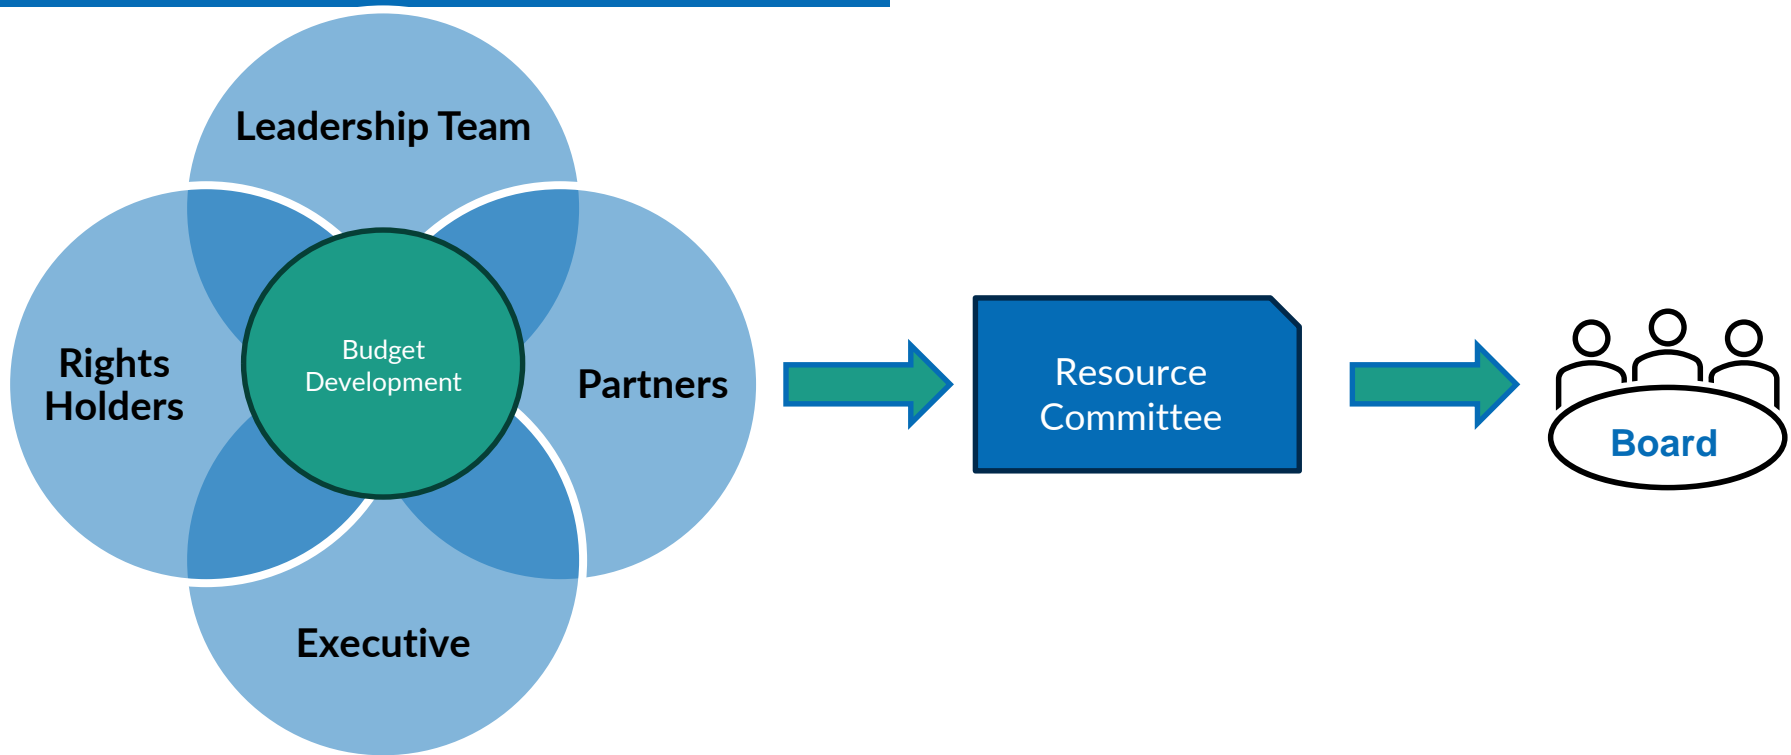 Leadership Team
Rights
Holders
Budget
Development
Partners
Executive
Resource
Committee
Board